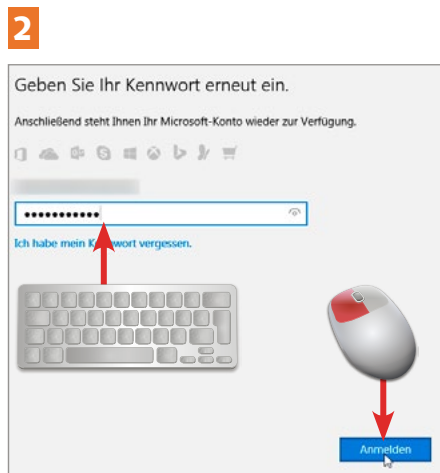 2
Geben Sie Ihr Kennwort erneut ein.
Anschließend steht Ihnen Ihr Microsoft-Konto wieder zur Verfügung.
Ich habe mein Kennwort vergessen.
Anmelden